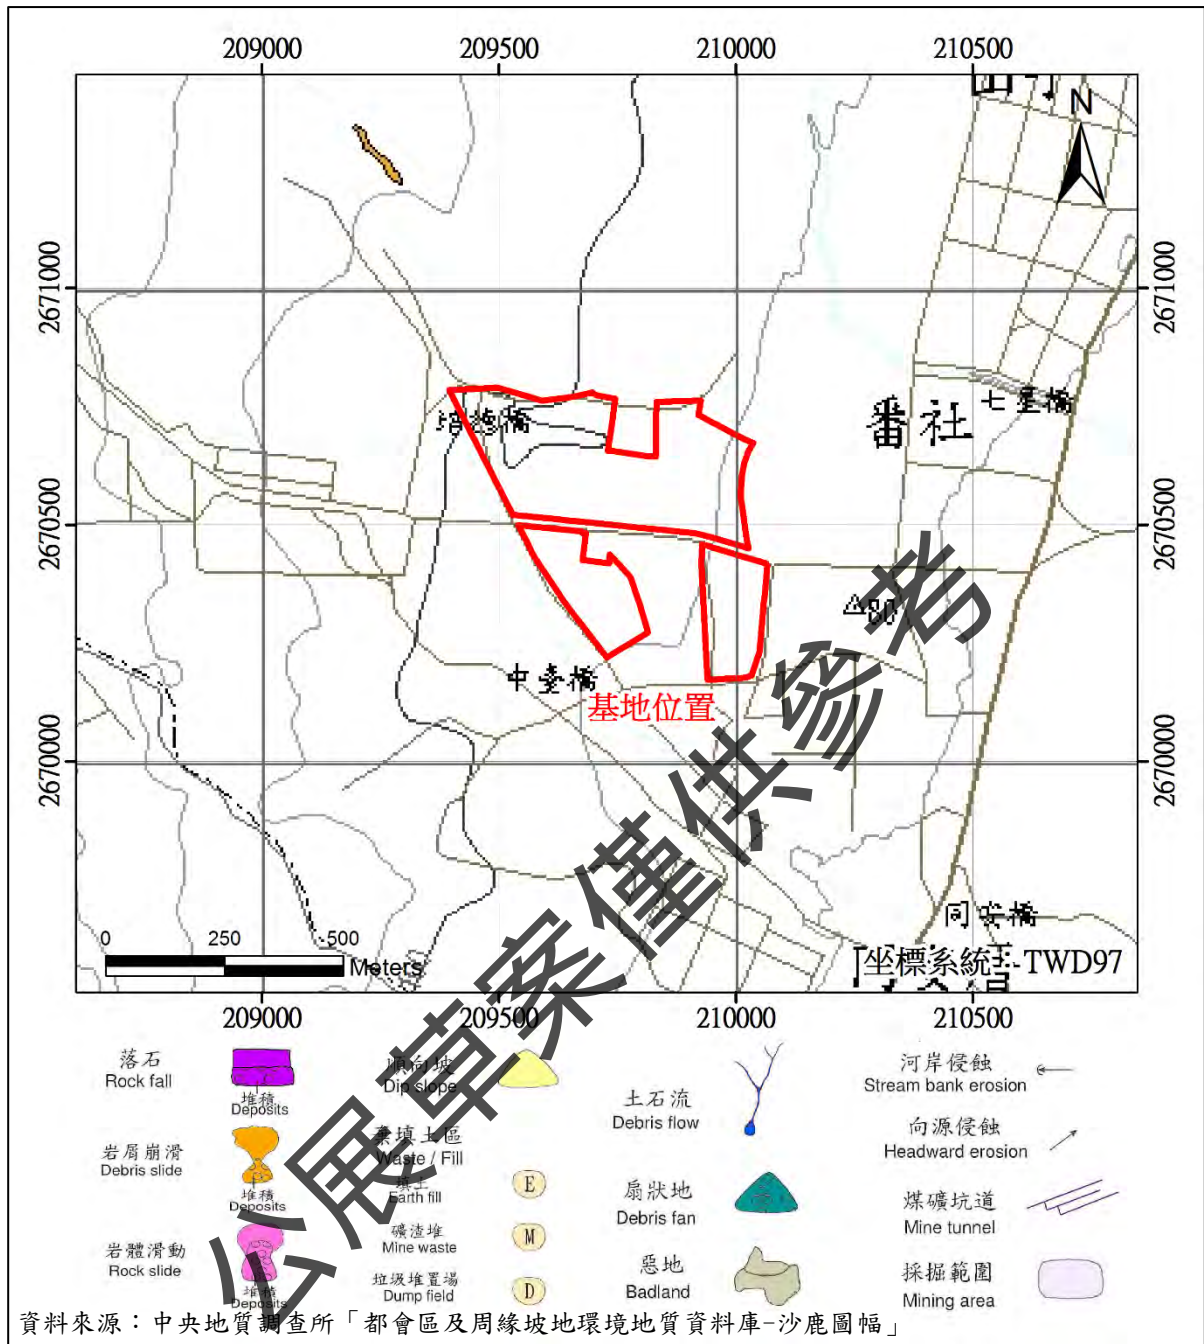 209000 209500 210000 210500
N
2671000 2671000
番社 七星橋
培德橋
2670500 2670500
80
中臺橋
基地位置
2670000 2670000
同安橋
0 250 500
Meters
坐標系統:TWD97
209000 209500 210000 210500
落石
Rock fall
堆積
Deposits
岩屑崩滑
Debris slide
堆積
Deposits
岩體滑動
Rock slide
堆積
Deposits
順向坡
Dip slope
棄填土區
Waste / Fill
填土
Earth fill
E
礦渣堆
Mine waste
M
垃圾堆置場
Dump field
D
土石流
Debris flow
扇狀地
Debris fan
惡地
Badland
河岸侵蝕
Stream bank erosion
向源侵蝕
Headward erosion
煤礦坑道
Mine tunnel
採掘範圍
Mining area
公展草案僅供參考
資料來源：中央地質調查所「都會區及周緣坡地環境地質資料庫-沙鹿圖幅」